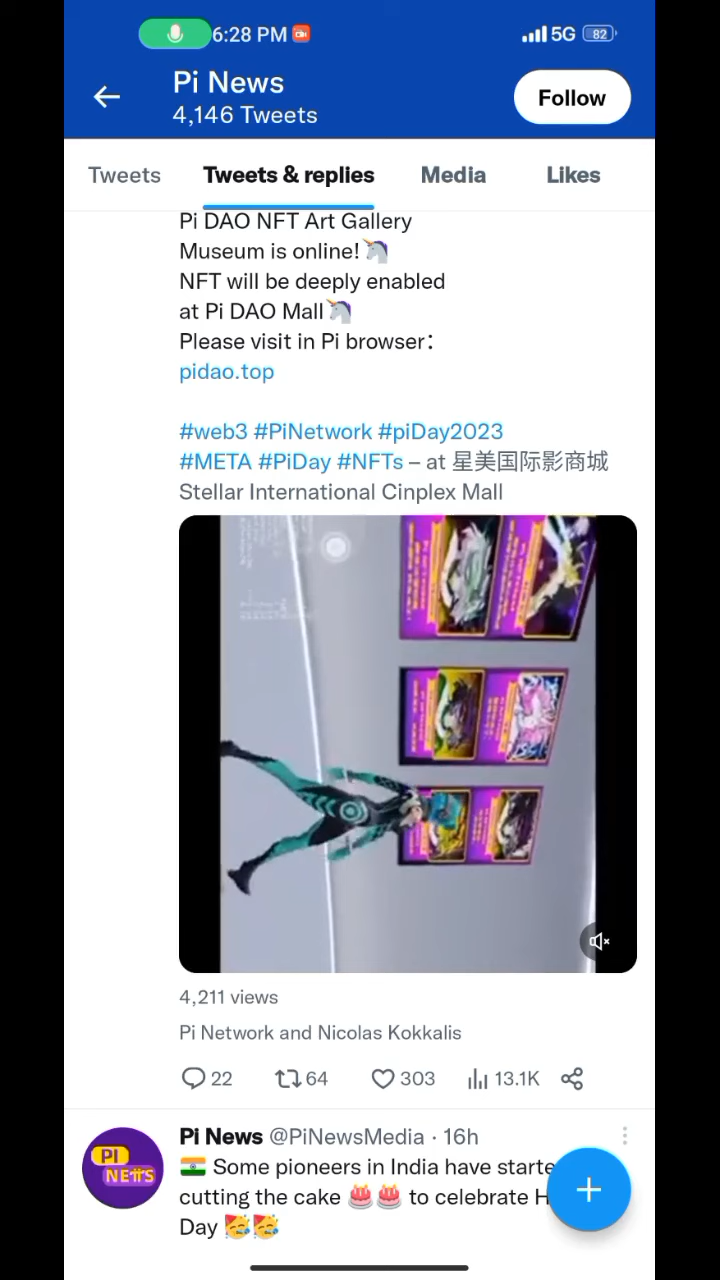 6:28 PM
5G 82
Pi News
4,146 Tweets
Follow
Tweets
Tweets & replies
Media
Likes
Pi DAO NFT Art Gallery
Museum is online!🦄
NFT will be deeply enabled
at Pi DAO Mall🦄
Please visit in Pi browser：
pidao.top
#web3 #PiNetwork #piDay2023
#META #PiDay #NFTs – at 星美国际影商城
Stellar International Cinplex Mall
4,211 views
Pi Network and Nicolas Kokkalis
22 64 303 13.1K
PI
NEWS
Pi News @PiNewsMedia · 16h
🇮🇳 Some pioneers in India have starte
cutting the cake 🎂🎂 to celebrate H
Day 🥳🥳